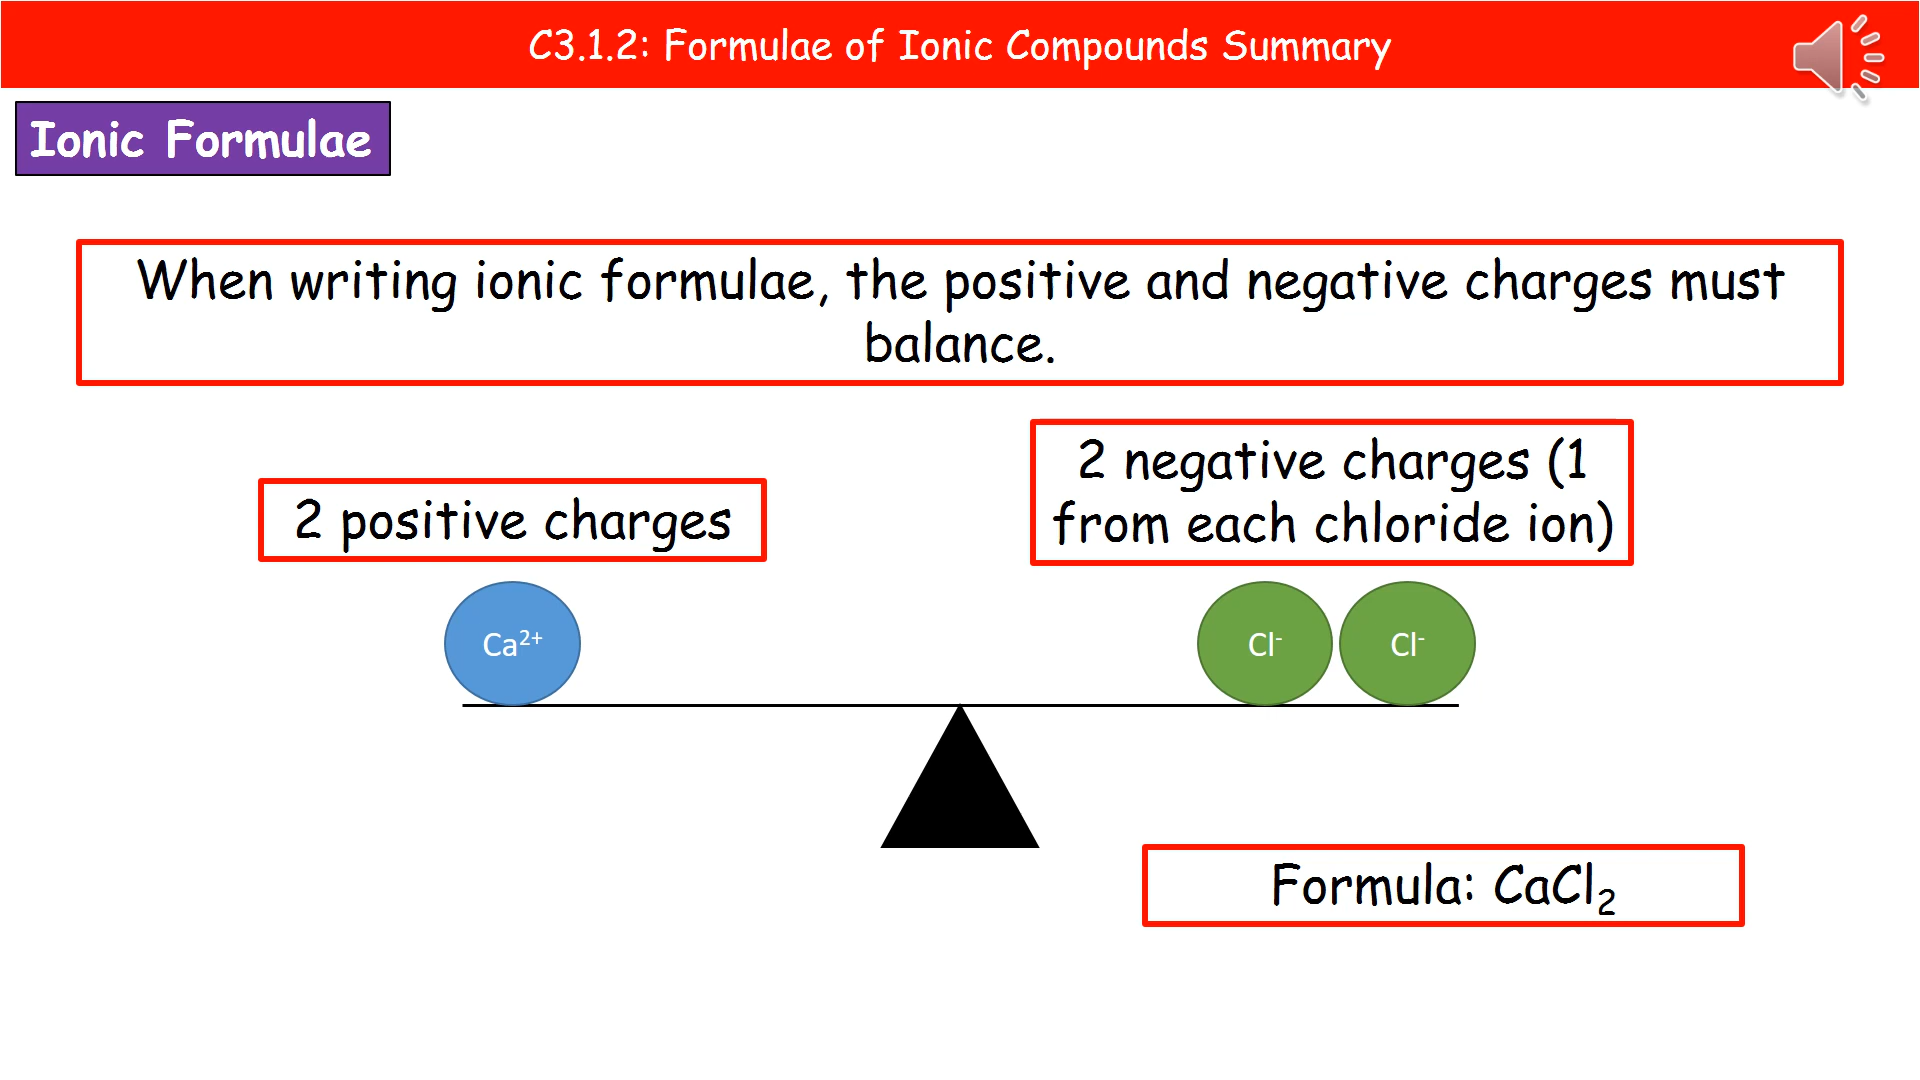 C3.1.2: Formulae of Ionic Compounds Summary
Ionic Formulae
When writing ionic formulae, the positive and negative charges must
balance.
2 positive charges
2 negative charges (1
from each chloride ion)
Ca²⁺
Cl⁻
Cl⁻
Formula: CaCl₂